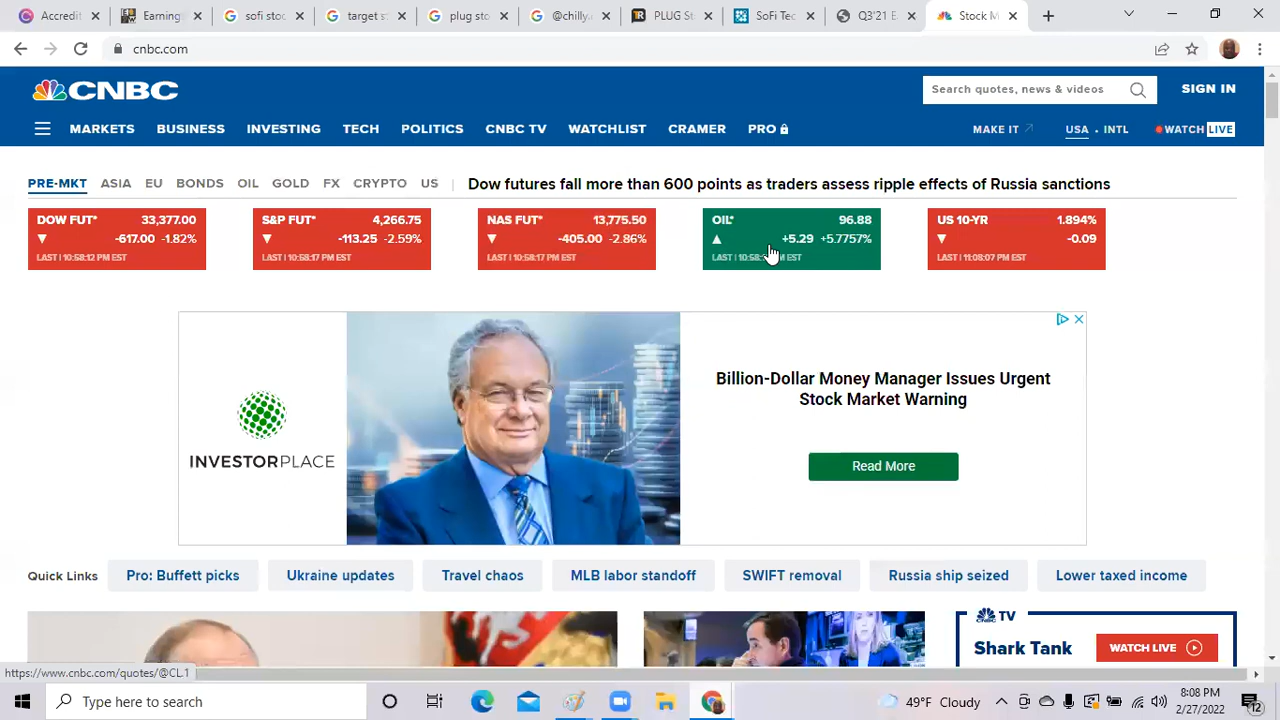 Accredit
Earning
sofi stoc
target st
plug sto
@chilly
PLUG St
SoFi Tec
Q3'21 E
Stock M
cnbc.com
CNBC
Search quotes, news & videos
SIGN IN
MARKETS BUSINESS INVESTING TECH POLITICS CNBC TV WATCHLIST CRAMER PRO
MAKE IT USA • INTL WATCH LIVE
PRE-MKT ASIA EU BONDS OIL GOLD FX CRYPTO US
Dow futures fall more than 600 points as traders assess ripple effects of Russia sanctions
DOW FUT* 33,377.00
-617.00 -1.82%
LAST | 10:58:12 PM EST
S&P FUT* 4,266.75
-113.25 -2.59%
LAST | 10:58:17 PM EST
NAS FUT* 13,775.50
-405.00 -2.86%
LAST | 10:58:17 PM EST
OIL* 96.88
+5.29 +5.7757%
LAST | 10:58: M EST
US 10-YR 1.894%
-0.09
LAST | 11:08:07 PM EST
INVESTORPLACE
Billion-Dollar Money Manager Issues Urgent
Stock Market Warning
Read More
Quick Links Pro: Buffett picks Ukraine updates Travel chaos MLB labor standoff SWIFT removal Russia ship seized Lower taxed income
TV
Shark Tank
WATCH LIVE
https://www.cnbc.com/quotes/@CL.1
Type here to search
49°F Cloudy
8:08 PM
2/27/2022
12